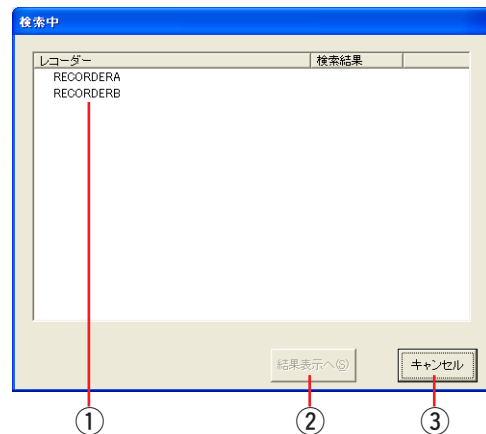 検索中
レコーダー 検索結果
RECORDERA
RECORDERB
結果表示へ(S) キャンセル
① ② ③